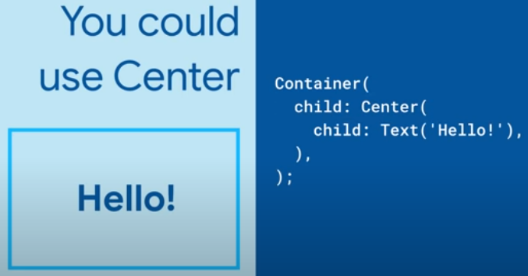 You could
use Center
Hello!
Container(
  child: Center(
    child: Text('Hello!'),
  ),
);